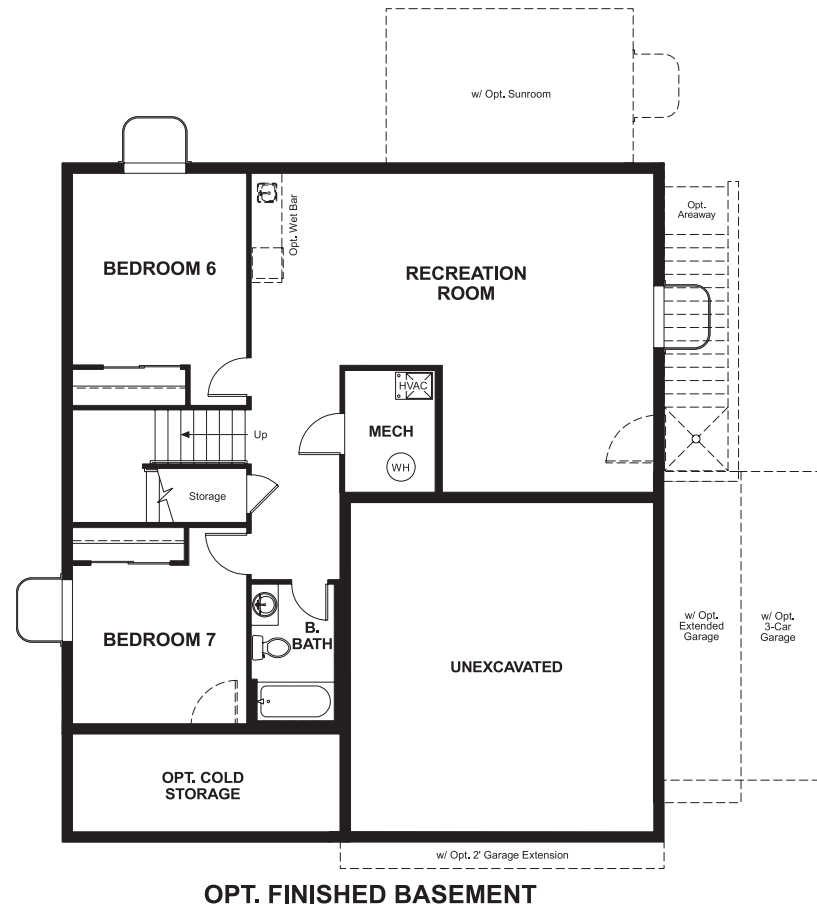 w/ Opt. Sunroom
Opt.
Areaway
Opt. Wet Bar
BEDROOM 6
RECREATION
ROOM
HVAC
MECH
WH
Up
Storage
BEDROOM 7
B.
BATH
UNEXCAVATED
w/ Opt.
Extended
Garage
w/ Opt.
3-Car
Garage
OPT. COLD
STORAGE
w/ Opt. 2' Garage Extension
OPT. FINISHED BASEMENT